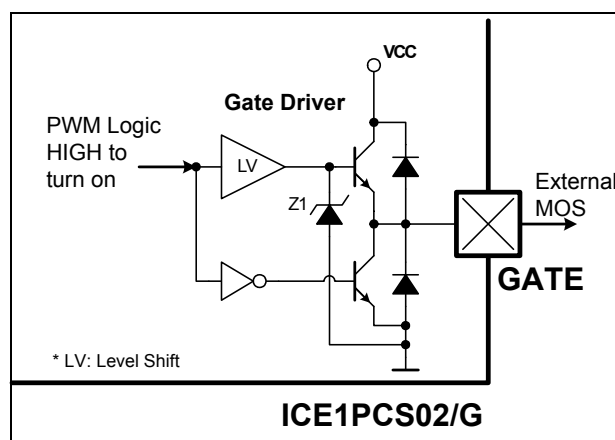 VCC
Gate Driver
PWM Logic
HIGH to
turn on
LV
Z1
External
MOS
GATE
* LV: Level Shift
ICE1PCS02/G